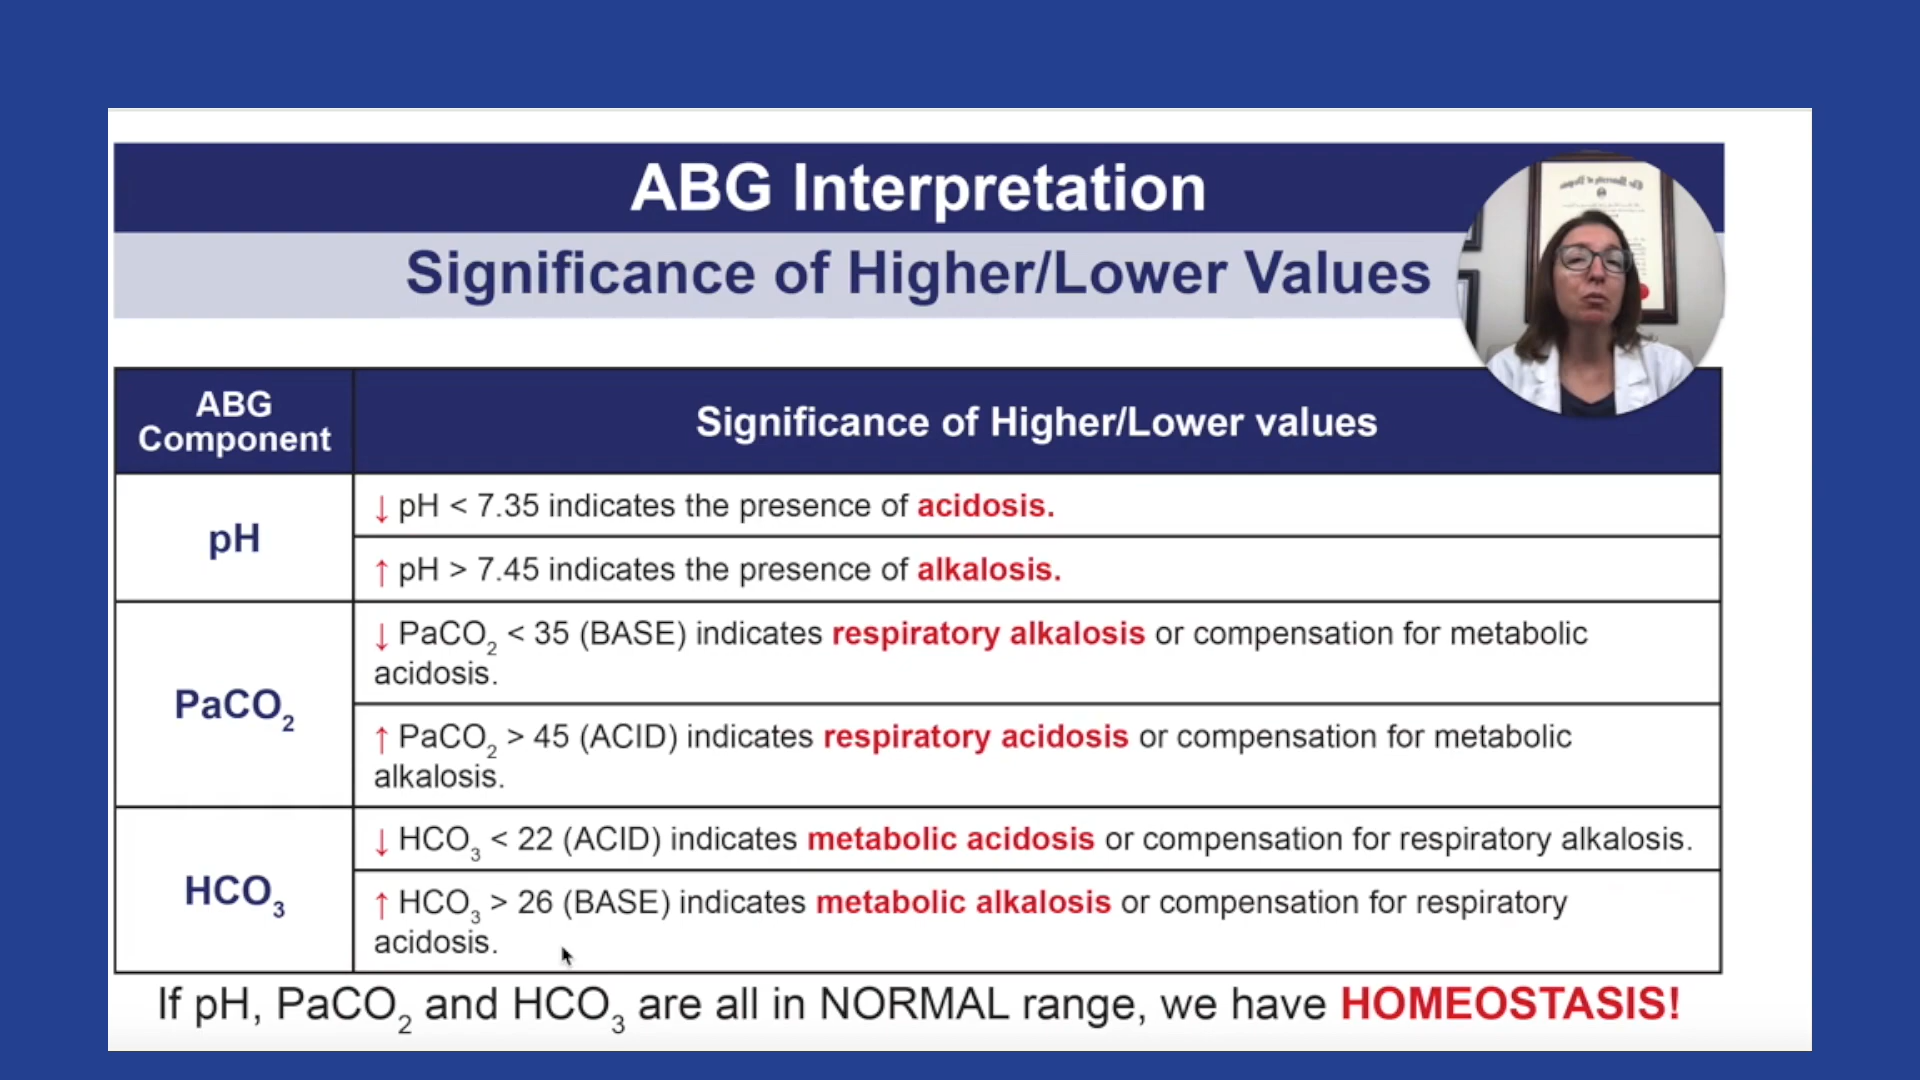 ABG Interpretation
Significance of Higher/Lower Values
ABG
Component
Significance of Higher/Lower values
pH
↓ pH < 7.35 indicates the presence of acidosis.
↑ pH > 7.45 indicates the presence of alkalosis.
PaCO₂
↓ PaCO₂ < 35 (BASE) indicates respiratory alkalosis or compensation for metabolic
acidosis.
↑ PaCO₂ > 45 (ACID) indicates respiratory acidosis or compensation for metabolic
alkalosis.
HCO₃
↓ HCO₃ < 22 (ACID) indicates metabolic acidosis or compensation for respiratory alkalosis.
↑ HCO₃ > 26 (BASE) indicates metabolic alkalosis or compensation for respiratory
acidosis.
If pH, PaCO₂ and HCO₃ are all in NORMAL range, we have HOMEOSTASIS!